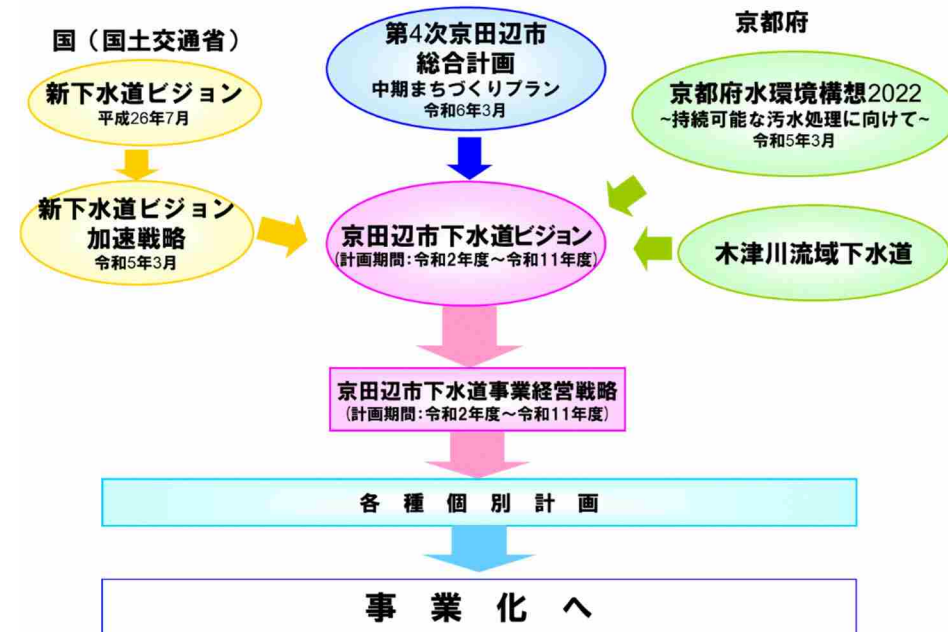 国（国土交通省）
新下水道ビジョン
平成26年7月
新下水道ビジョン
加速戦略
令和5年3月
第4次京田辺市
総合計画
中期まちづくりプラン
令和6年3月
京都府
京都府水環境構想2022
~持続可能な汚水処理に向けて~
令和5年3月
木津川流域下水道
京田辺市下水道ビジョン
(計画期間：令和2年度～令和11年度)
京田辺市下水道事業経営戦略
(計画期間：令和2年度～令和11年度)
各種個別計画
事業化へ